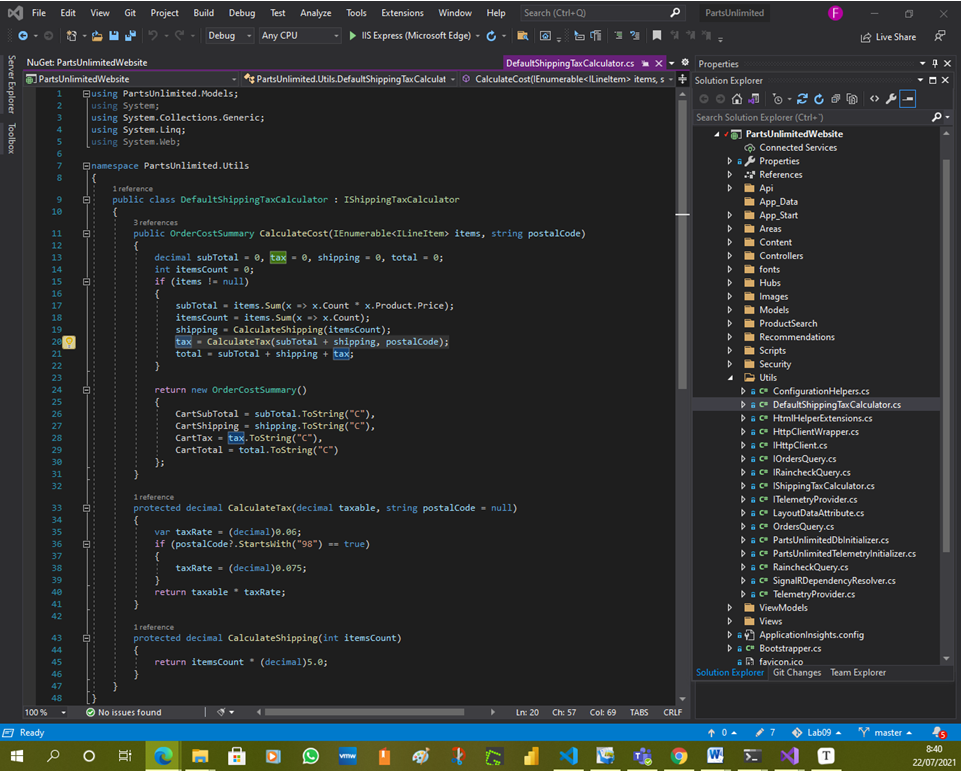 File Edit View Git Project Build Debug Test Analyze Tools Extensions Window Help Search (Ctrl+Q) PartsUnlimited F
Debug Any CPU IIS Express (Microsoft Edge) Live Share
Server Explorer
Toolbox
NuGet: PartsUnlimited DefaultShippingTaxCalculator.cs
PartsUnlimitedWebsite PartsUnlimited.Utils.DefaultShippingTaxCalculat CalculateCost(IEnumerable<ILineItem> items, s
1 using PartsUnlimited.Models;
2 using System;
3 using System.Collections.Generic;
4 using System.Linq;
5 using System.Web;
6
7 namespace PartsUnlimited.Utils
8 {
1 reference
9 public class DefaultShippingTaxCalculator : IShippingTaxCalculator
10 {
3 references
11 public OrderCostSummary CalculateCost(IEnumerable<ILineItem> items, string postalCode)
12 {
13 decimal subTotal = 0, tax = 0, shipping = 0, total = 0;
14 int itemsCount = 0;
15 if (items != null)
16 {
17 subTotal = items.Sum(x => x.Count * x.Product.Price);
18 itemsCount = items.Sum(x => x.Count);
19 shipping = CalculateShipping(itemsCount);
20 tax = CalculateTax(subTotal + shipping, postalCode);
21 total = subTotal + shipping + tax;
22 }
23
24 return new OrderCostSummary()
25 {
26 CartSubTotal = subTotal.ToString("C"),
27 CartShipping = shipping.ToString("C"),
28 CartTax = tax.ToString("C"),
29 CartTotal = total.ToString("C")
30 };
31 }
32
1 reference
33 protected decimal CalculateTax(decimal taxable, string postalCode = null)
34 {
35 var taxRate = (decimal)0.06;
36 if (postalCode?.StartsWith("98") == true)
37 {
38 taxRate = (decimal)0.075;
39 }
40 return taxable * taxRate;
41 }
42
1 reference
43 protected decimal CalculateShipping(int itemsCount)
44 {
45 return itemsCount * (decimal)5.0;
46 }
47 }
48 }
100 % No issues found Ln: 20 Ch: 57 Col: 69 TABS CRLF
Properties
Solution Explorer
Search Solution Explorer (Ctrl+')
PartsUnlimitedWebsite
Connected Services
Properties
References
Api
App_Data
App_Start
Areas
Content
Controllers
fonts
Hubs
Images
Models
ProductSearch
Recommendations
Scripts
Security
Utils
ConfigurationHelpers.cs
DefaultShippingTaxCalculator.cs
HtmlHelperExtensions.cs
HttpClientWrapper.cs
IHttpClient.cs
IOrdersQuery.cs
IRaincheckQuery.cs
IShippingTaxCalculator.cs
ITelemetryProvider.cs
LayoutDataAttribute.cs
OrdersQuery.cs
PartsUnlimitedDbInitializer.cs
PartsUnlimitedTelemetryInitializer.cs
RaincheckQuery.cs
SignalRDependencyResolver.cs
TelemetryProvider.cs
ViewModels
Views
ApplicationInsights.config
Bootstrapper.cs
favicon.ico
Solution Explorer Git Changes Team Explorer
Ready 0 7 Lab09 master 5
vmw T
8:40
22/07/2021